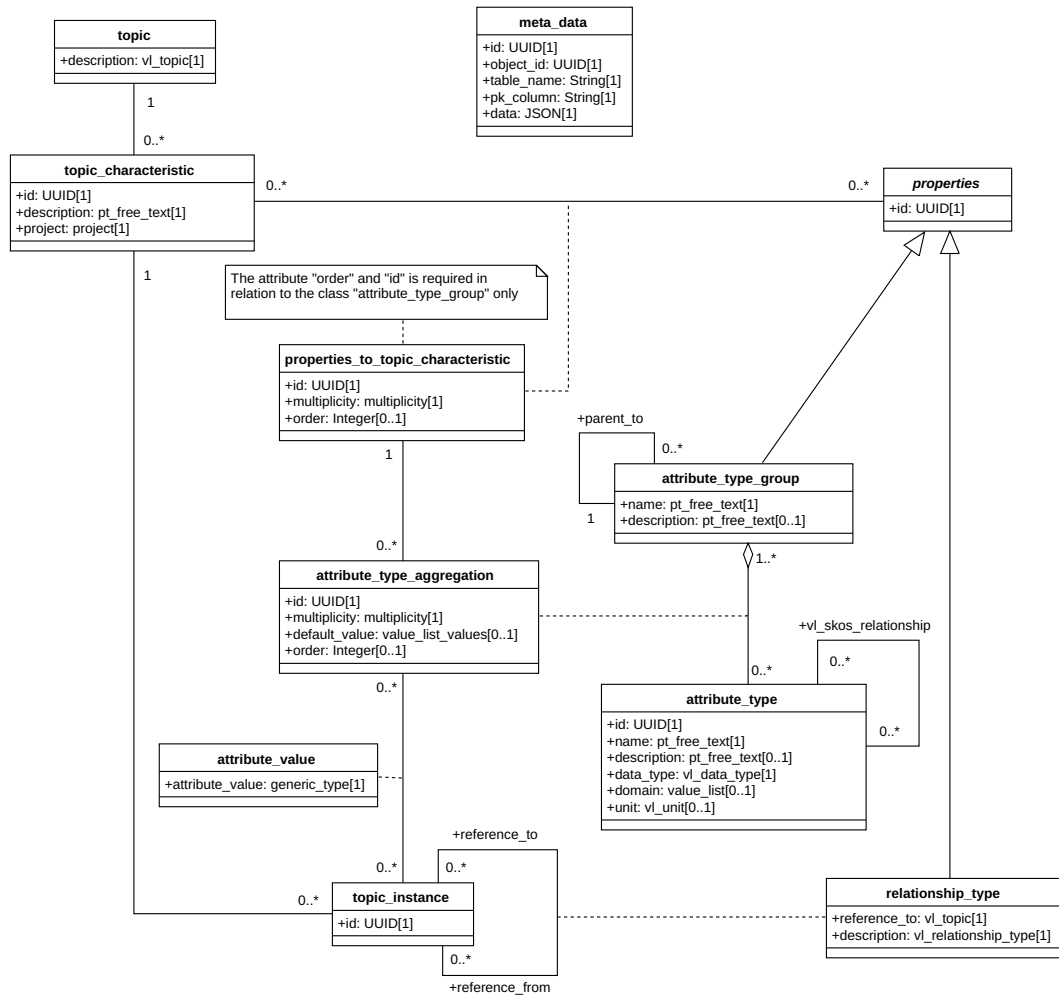 topic
+description: vl_topic[1]
meta_data
+id: UUID[1]
+object_id: UUID[1]
+table_name: String[1]
+pk_column: String[1]
+data: JSON[1]
1
0..*
topic_characteristic
+id: UUID[1]
+description: pt_free_text[1]
+project: project[1]
0..*
0..*
properties
+id: UUID[1]
1
The attribute "order" and "id" is required in
relation to the class "attribute_type_group" only
properties_to_topic_characteristic
+id: UUID[1]
+multiplicity: multiplicity[1]
+order: Integer[0..1]
+parent_to
0..*
1
1
attribute_type_group
+name: pt_free_text[1]
+description: pt_free_text[0..1]
0..*
1..*
attribute_type_aggregation
+id: UUID[1]
+multiplicity: multiplicity[1]
+default_value: value_list_values[0..1]
+order: Integer[0..1]
+vl_skos_relationship
0..*
0..*
0..*
0..*
attribute_type
+id: UUID[1]
+name: pt_free_text[1]
+description: pt_free_text[0..1]
+data_type: vl_data_type[1]
+domain: value_list[0..1]
+unit: vl_unit[0..1]
attribute_value
+attribute_value: generic_type[1]
+reference_to
0..*
0..*
0..*
topic_instance
+id: UUID[1]
0..*
+reference_from
relationship_type
+reference_to: vl_topic[1]
+description: vl_relationship_type[1]